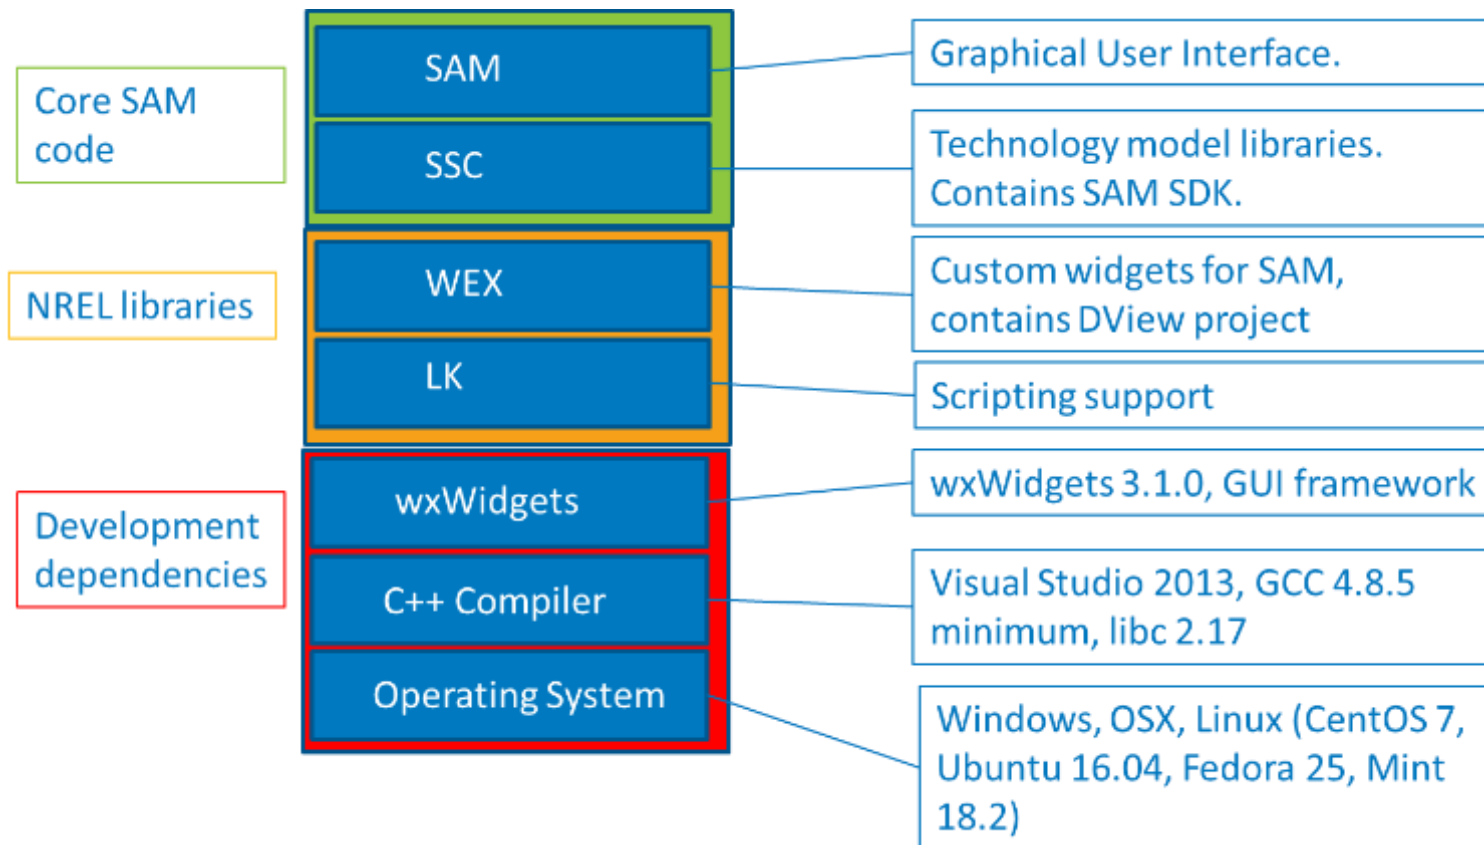 Core SAM
code
SAM
Graphical User Interface.
SSC
Technology model libraries.
Contains SAM SDK.
NREL libraries
WEX
Custom widgets for SAM,
contains DView project
LK
Scripting support
Development
dependencies
wxWidgets
wxWidgets 3.1.0, GUI framework
C++ Compiler
Visual Studio 2013, GCC 4.8.5
minimum, libc 2.17
Operating System
Windows, OSX, Linux (CentOS 7,
Ubuntu 16.04, Fedora 25, Mint
18.2)